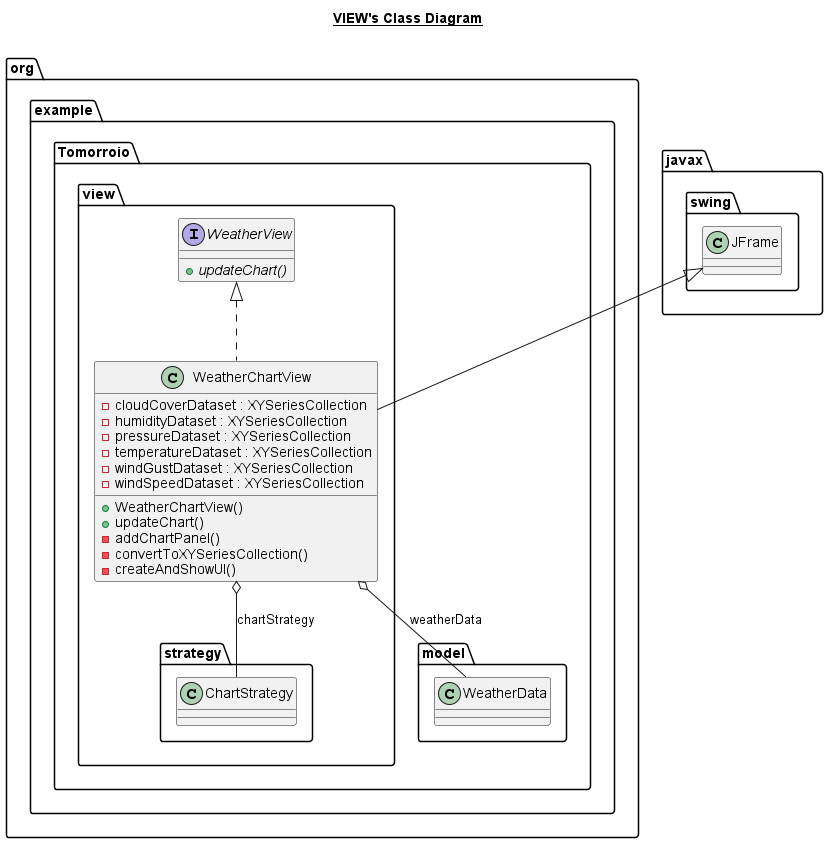 VIEW's Class Diagram
org
example
Tomorroio
view
I WeatherView
updateChart()
javax
swing
C JFrame
C WeatherChartView
cloudCoverDataset : XYSeriesCollection
humidityDataset : XYSeriesCollection
pressureDataset : XYSeriesCollection
temperatureDataset : XYSeriesCollection
windGustDataset : XYSeriesCollection
windSpeedDataset : XYSeriesCollection
WeatherChartView()
updateChart()
addChartPanel()
convertToXYSeriesCollection()
createAndShowUI()
chartStrategy
weatherData
strategy
C ChartStrategy
model
C WeatherData